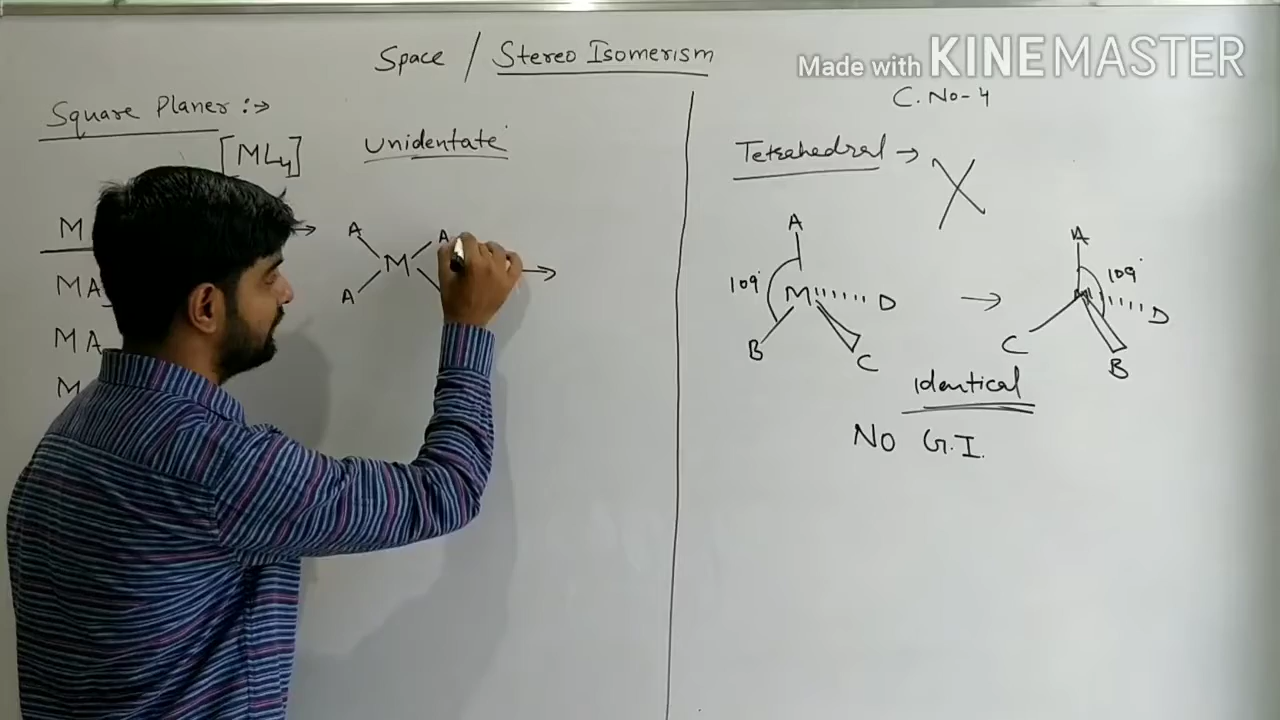 Space / Stereo Isomerism
Made with KINEMASTER
C. No-4
Square Planer :->
[ML4]
Unidentate
M
MA
MA
M
A A
M
A
Tetrahedral → X
A
109°
M D
B
C
→
A
109°
C
D
B
Identical
No G.I.